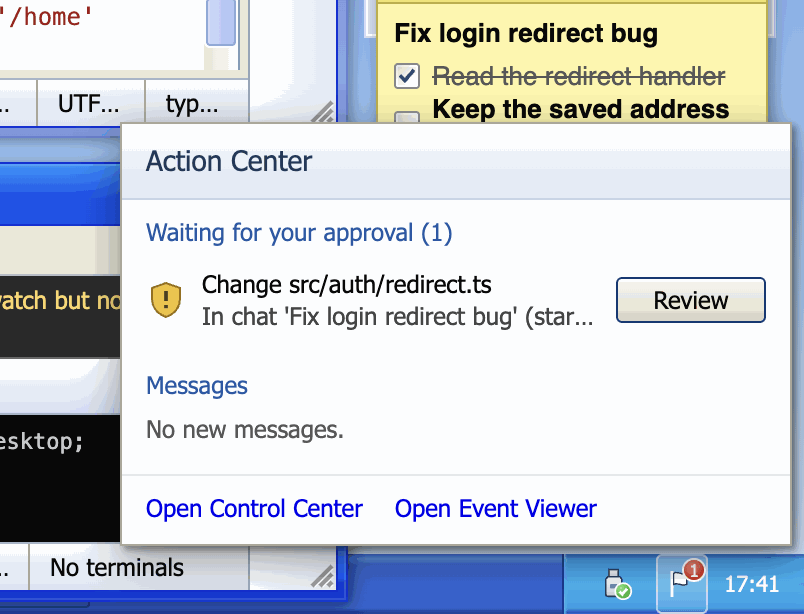 '/home'
UTF...
typ...
Fix login redirect bug
Read the redirect handler
Keep the saved address
Action Center
Waiting for your approval (1)
Change src/auth/redirect.ts
In chat 'Fix login redirect bug' (star...
Review
Messages
No new messages.
Open Control Center
Open Event Viewer
atch but no
esktop;
No terminals
1
17:41